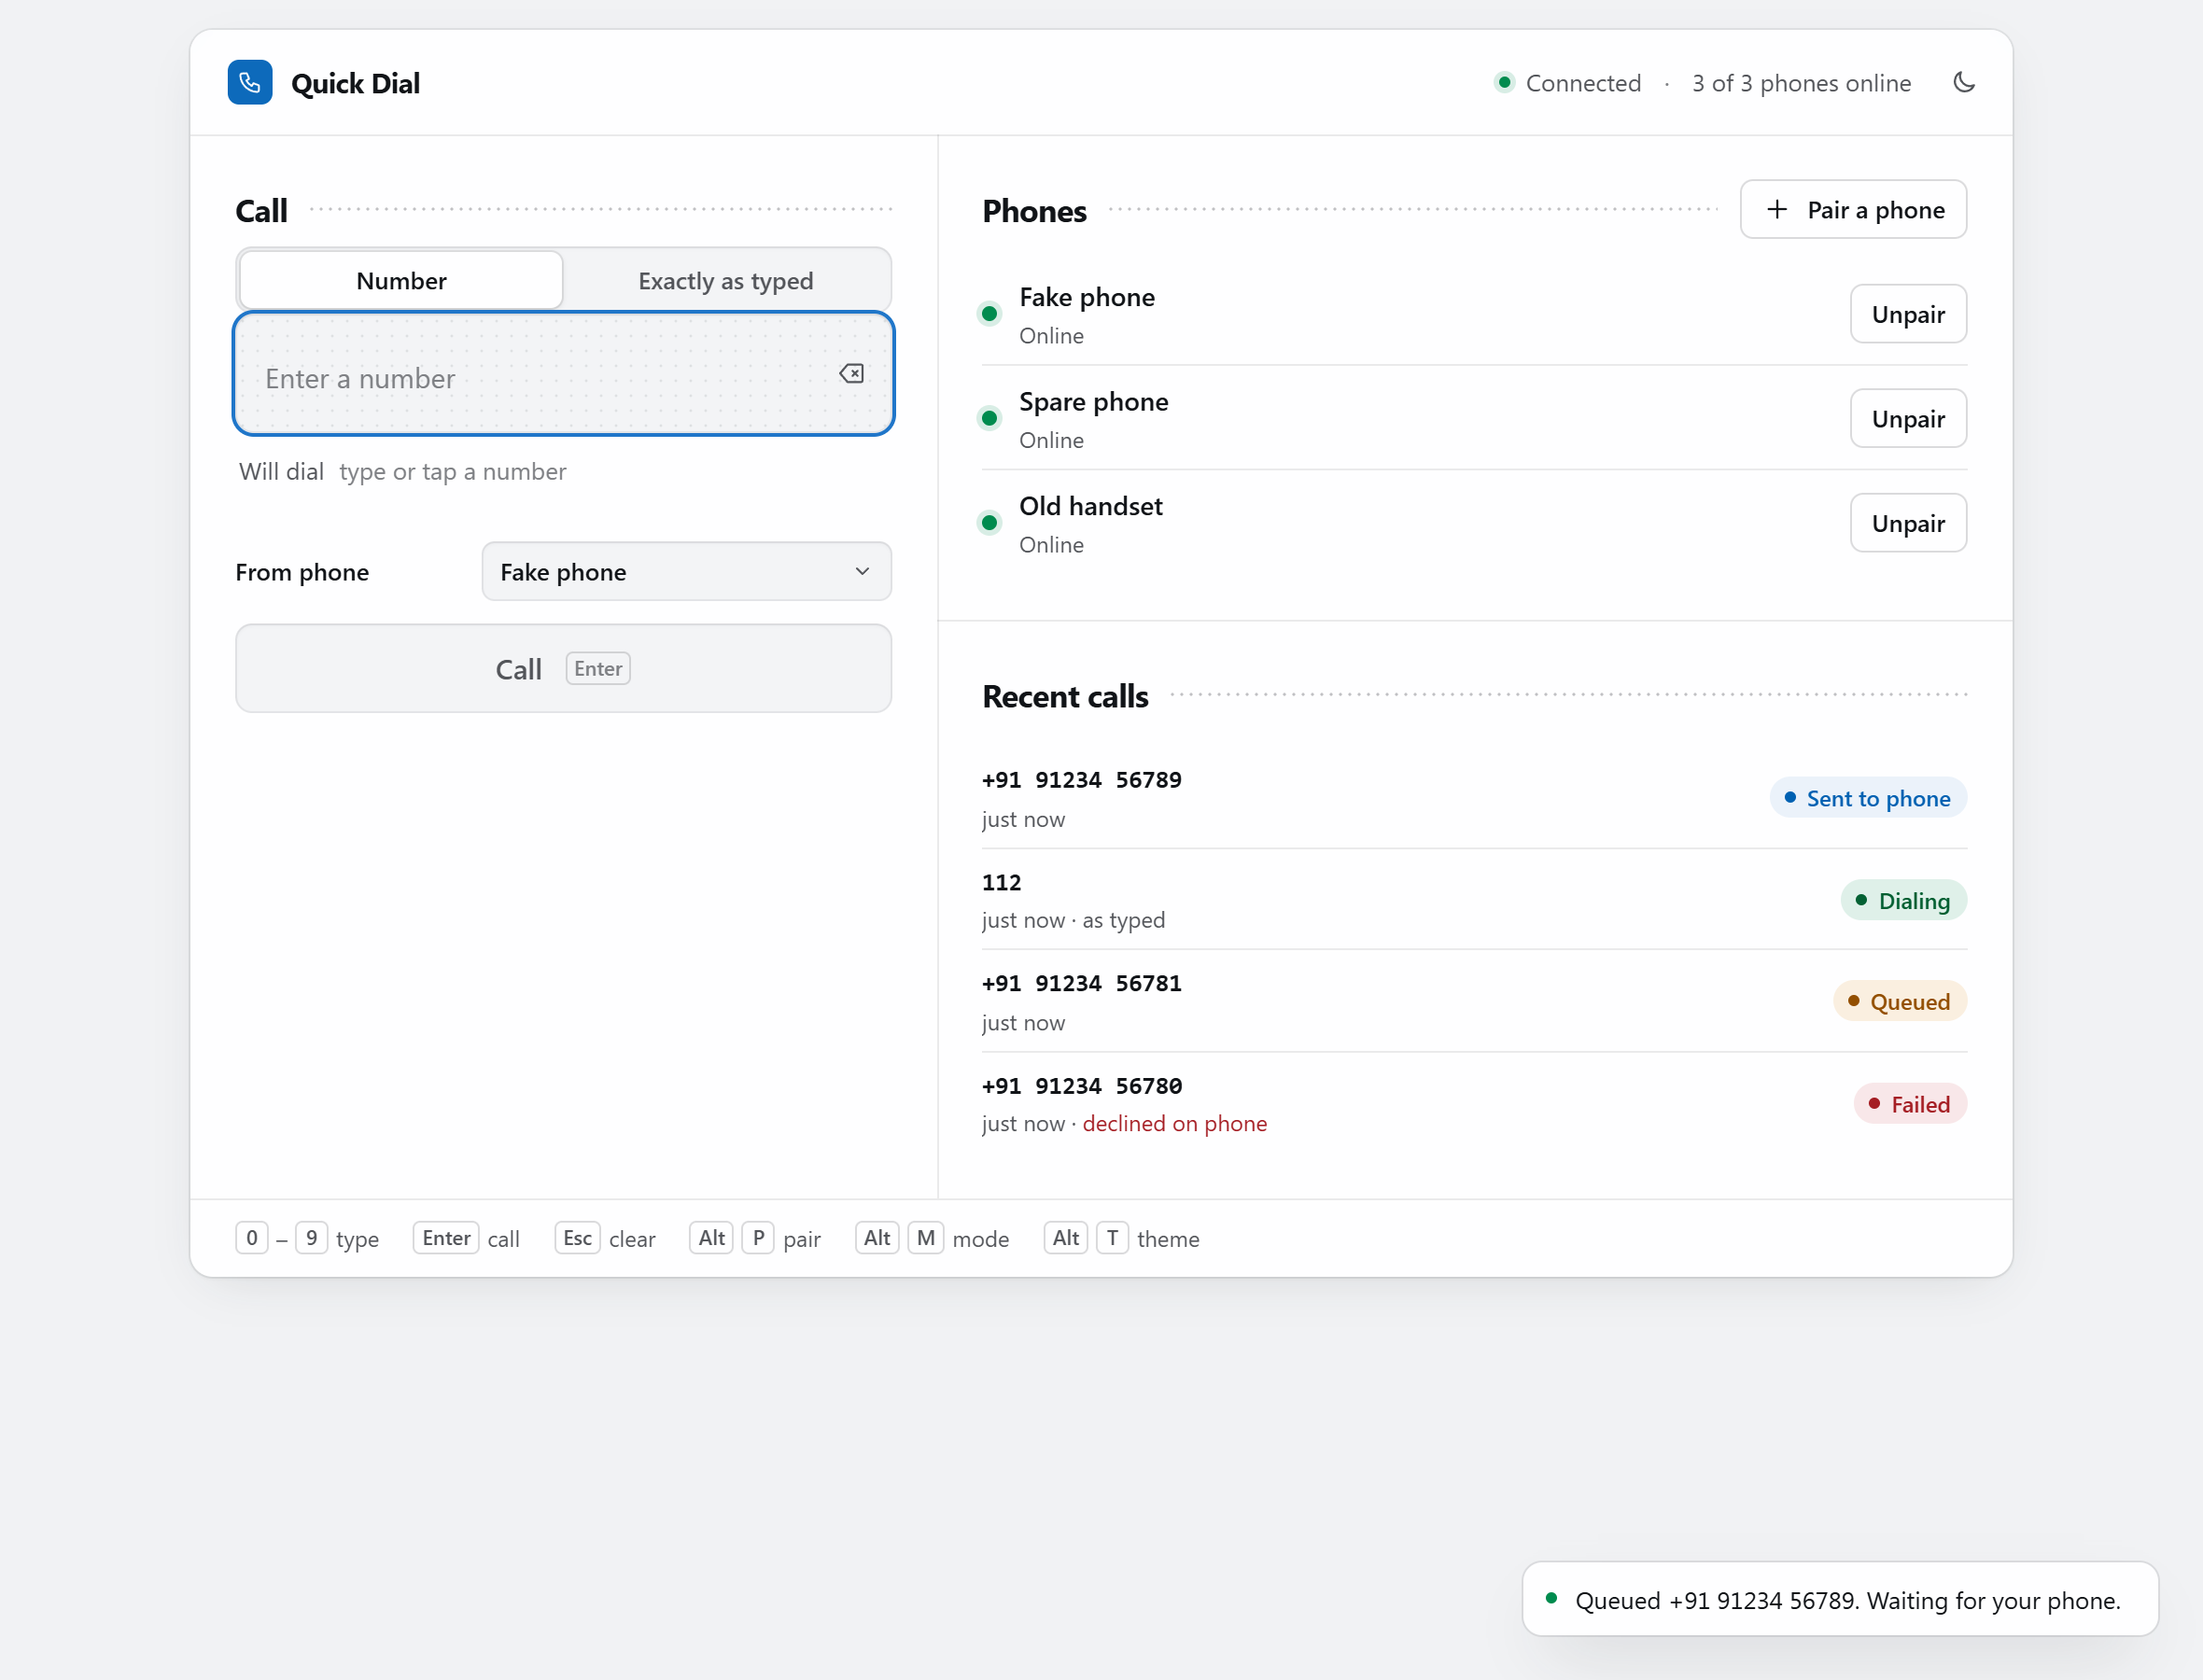 Quick Dial
Connected · 3 of 3 phones online
Call
Number
Exactly as typed
Enter a number
Will dial type or tap a number
From phone
Fake phone
Call Enter
Phones
Pair a phone
Fake phone
Online
Unpair
Spare phone
Online
Unpair
Old handset
Online
Unpair
Recent calls
+91 91234 56789
just now
Sent to phone
112
just now · as typed
Dialing
+91 91234 56781
just now
Queued
+91 91234 56780
just now · declined on phone
Failed
0 – 9 type Enter call Esc clear Alt P pair Alt M mode Alt T theme
Queued +91 91234 56789. Waiting for your phone.